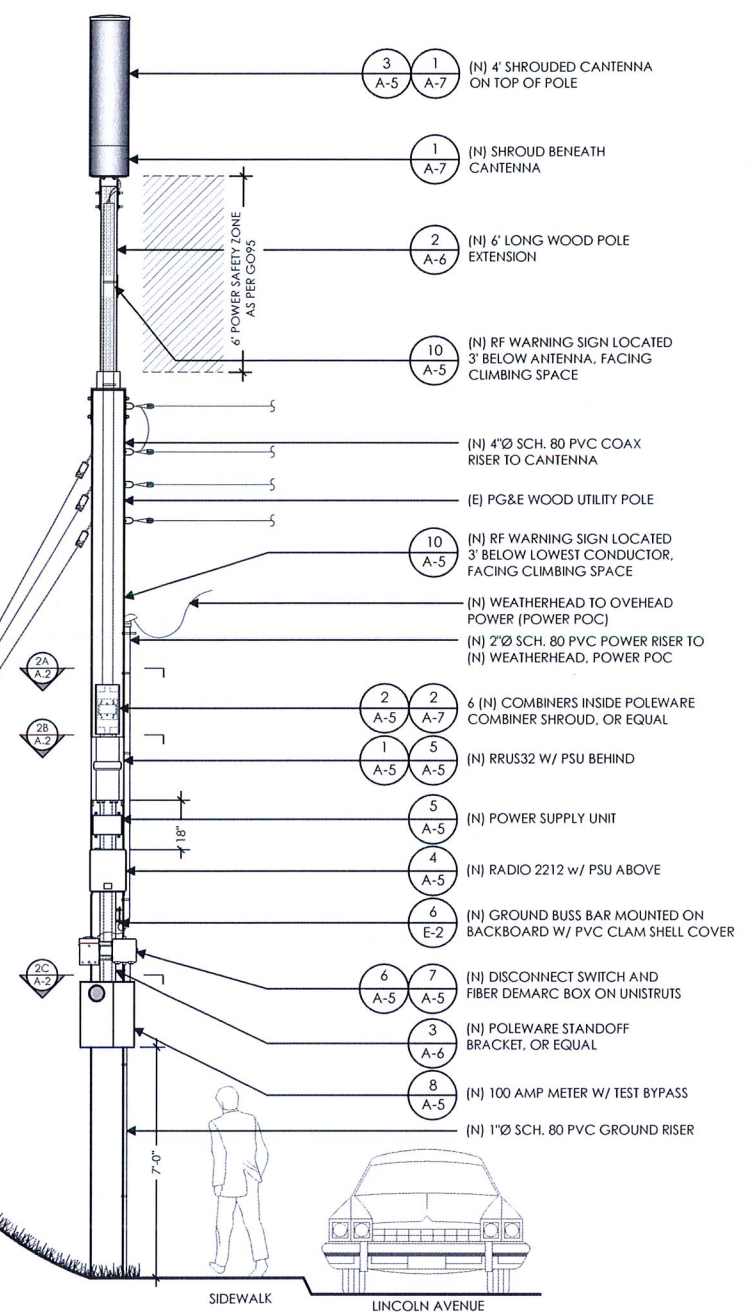 3 1 (N) 4' SHROUDED CANTENNA
A-5 A-7 ON TOP OF POLE
1 (N) SHROUD BENEATH
A-7 CANTENNA
6' POWER SAFETY ZONE
AS PER GO95
2 (N) 6' LONG WOOD POLE
A-6 EXTENSION
10 (N) RF WARNING SIGN LOCATED
A-5 3' BELOW ANTENNA, FACING
CLIMBING SPACE
(N) 4"Ø SCH. 80 PVC COAX
RISER TO CANTENNA
(E) PG&E WOOD UTILITY POLE
10 (N) RF WARNING SIGN LOCATED
A-5 3' BELOW LOWEST CONDUCTOR,
FACING CLIMBING SPACE
(N) WEATHERHEAD TO OVEHEAD
POWER (POWER POC)
(N) 2"Ø SCH. 80 PVC POWER RISER TO
(N) WEATHERHEAD, POWER POC
2A
A.2
2 2 6 (N) COMBINERS INSIDE POLEWARE
A-5 A-7 COMBINER SHROUD, OR EQUAL
2B
A.2
1 5 (N) RRUS32 W/ PSU BEHIND
A-5 A-5
18"
5 (N) POWER SUPPLY UNIT
A-5
4 (N) RADIO 2212 w/ PSU ABOVE
A-5
6 (N) GROUND BUSS BAR MOUNTED ON
E-2 BACKBOARD W/ PVC CLAM SHELL COVER
2C
A-2
6 7 (N) DISCONNECT SWITCH AND
A-5 A-5 FIBER DEMARC BOX ON UNISTRUTS
3 (N) POLEWARE STANDOFF
A-6 BRACKET, OR EQUAL
8 (N) 100 AMP METER W/ TEST BYPASS
A-5
(N) 1"Ø SCH. 80 PVC GROUND RISER
7'-0"
SIDEWALK
LINCOLN AVENUE